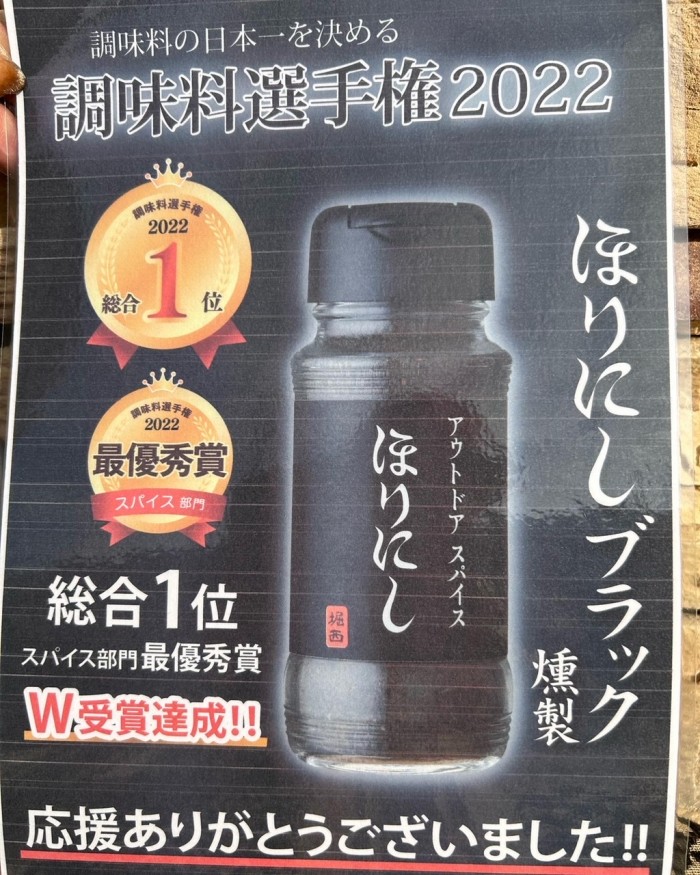 調味料の日本一を決める
調味料選手権2022
調味料選手権
2022
総合1位
調味料選手権
2022
最優秀賞
スパイス部門
総合1位
スパイス部門最優秀賞
W受賞達成!!
アウトドア スパイス
ほりにし
堀西
ほりにしブラック
燻製
応援ありがとうございました!!